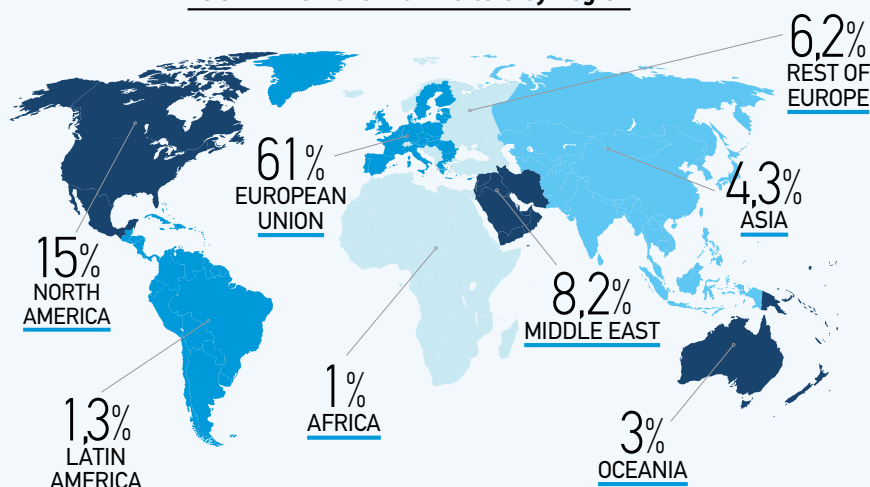 6,2%
REST OF
EUROPE
61%
EUROPEAN
UNION
4,3%
ASIA
15%
NORTH
AMERICA
8,2%
MIDDLE EAST
1%
AFRICA
1,3%
LATIN
AMERICA
3%
OCEANIA